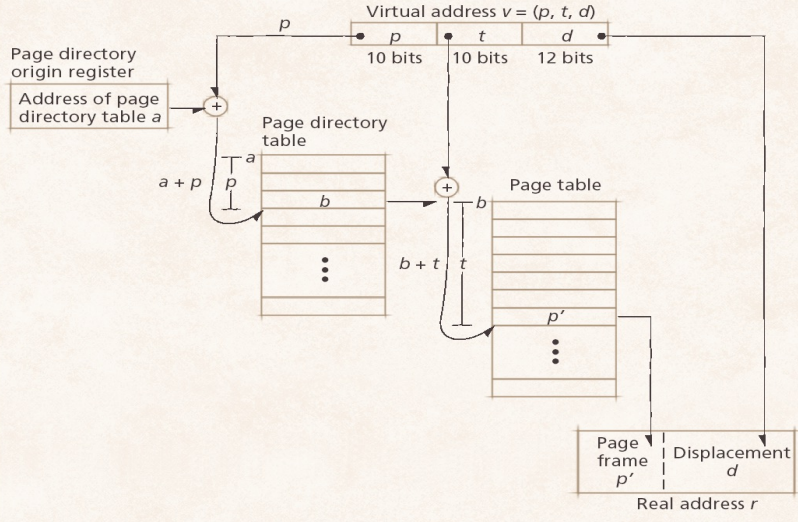 Virtual address v = (p, t, d)
p
p t d
10 bits 10 bits 12 bits
Page directory
origin register
Address of page
directory table a
+
Page directory
table
a
a + p
p
b
+
Page table
b
b + t
t
p′
Page
frame
p′
Displacement
d
Real address r